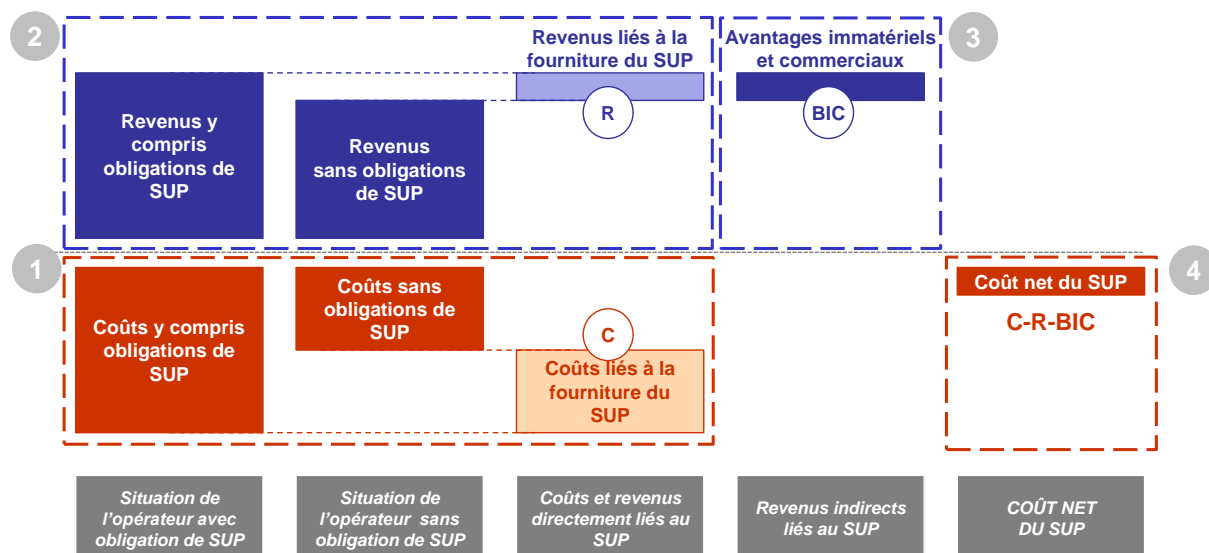 2
Revenus liés à la
fourniture du SUP
Avantages immatériels
et commerciaux
3
Revenus y
compris
obligations de
SUP
Revenus
sans obligations
de SUP
R
BIC
1
Coûts y compris
obligations de
SUP
Coûts sans
obligations de
SUP
C
Coûts liés à la
fourniture du
SUP
Coût net du SUP
C-R-BIC
4
Situation de
l'opérateur avec
obligation de SUP
Situation de
l'opérateur sans
obligation de SUP
Coûts et revenus
directement liés au
SUP
Revenus indirects
liés au SUP
COÛT NET
DU SUP